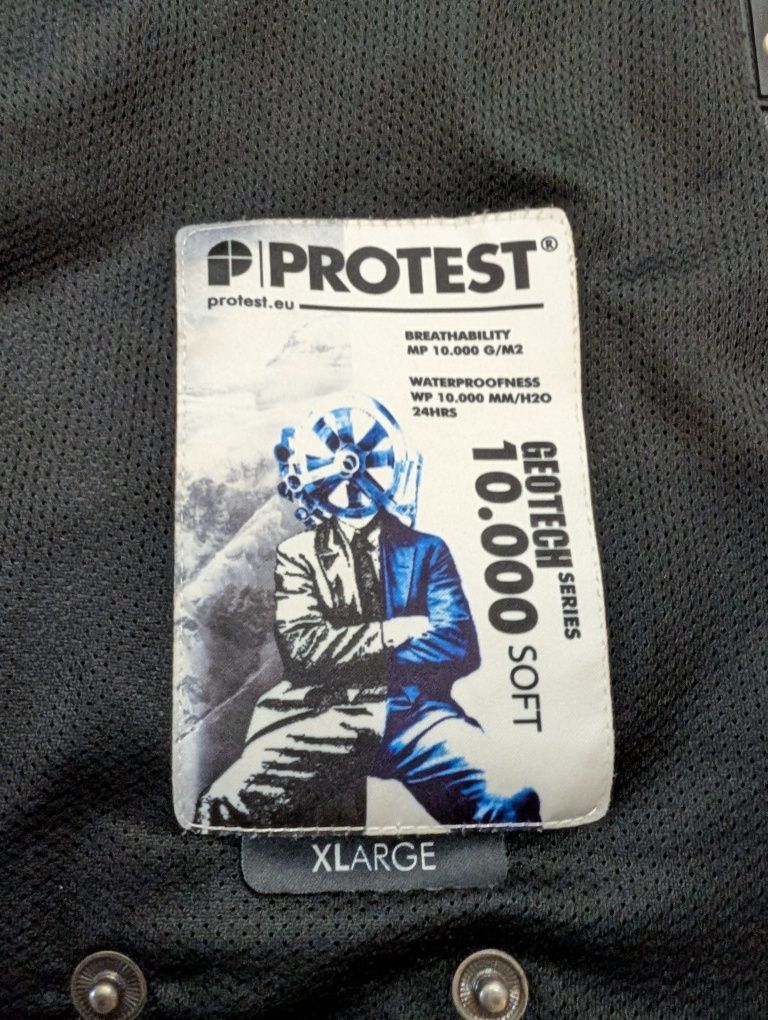 P|PROTEST®
protest.eu
BREATHABILITY
MP 10.000 G/M2
WATERPROOFNESS
WP 10.000 MM/H2O
24HRS
GEOTECH SERIES
10.000 SOFT
XLARGE